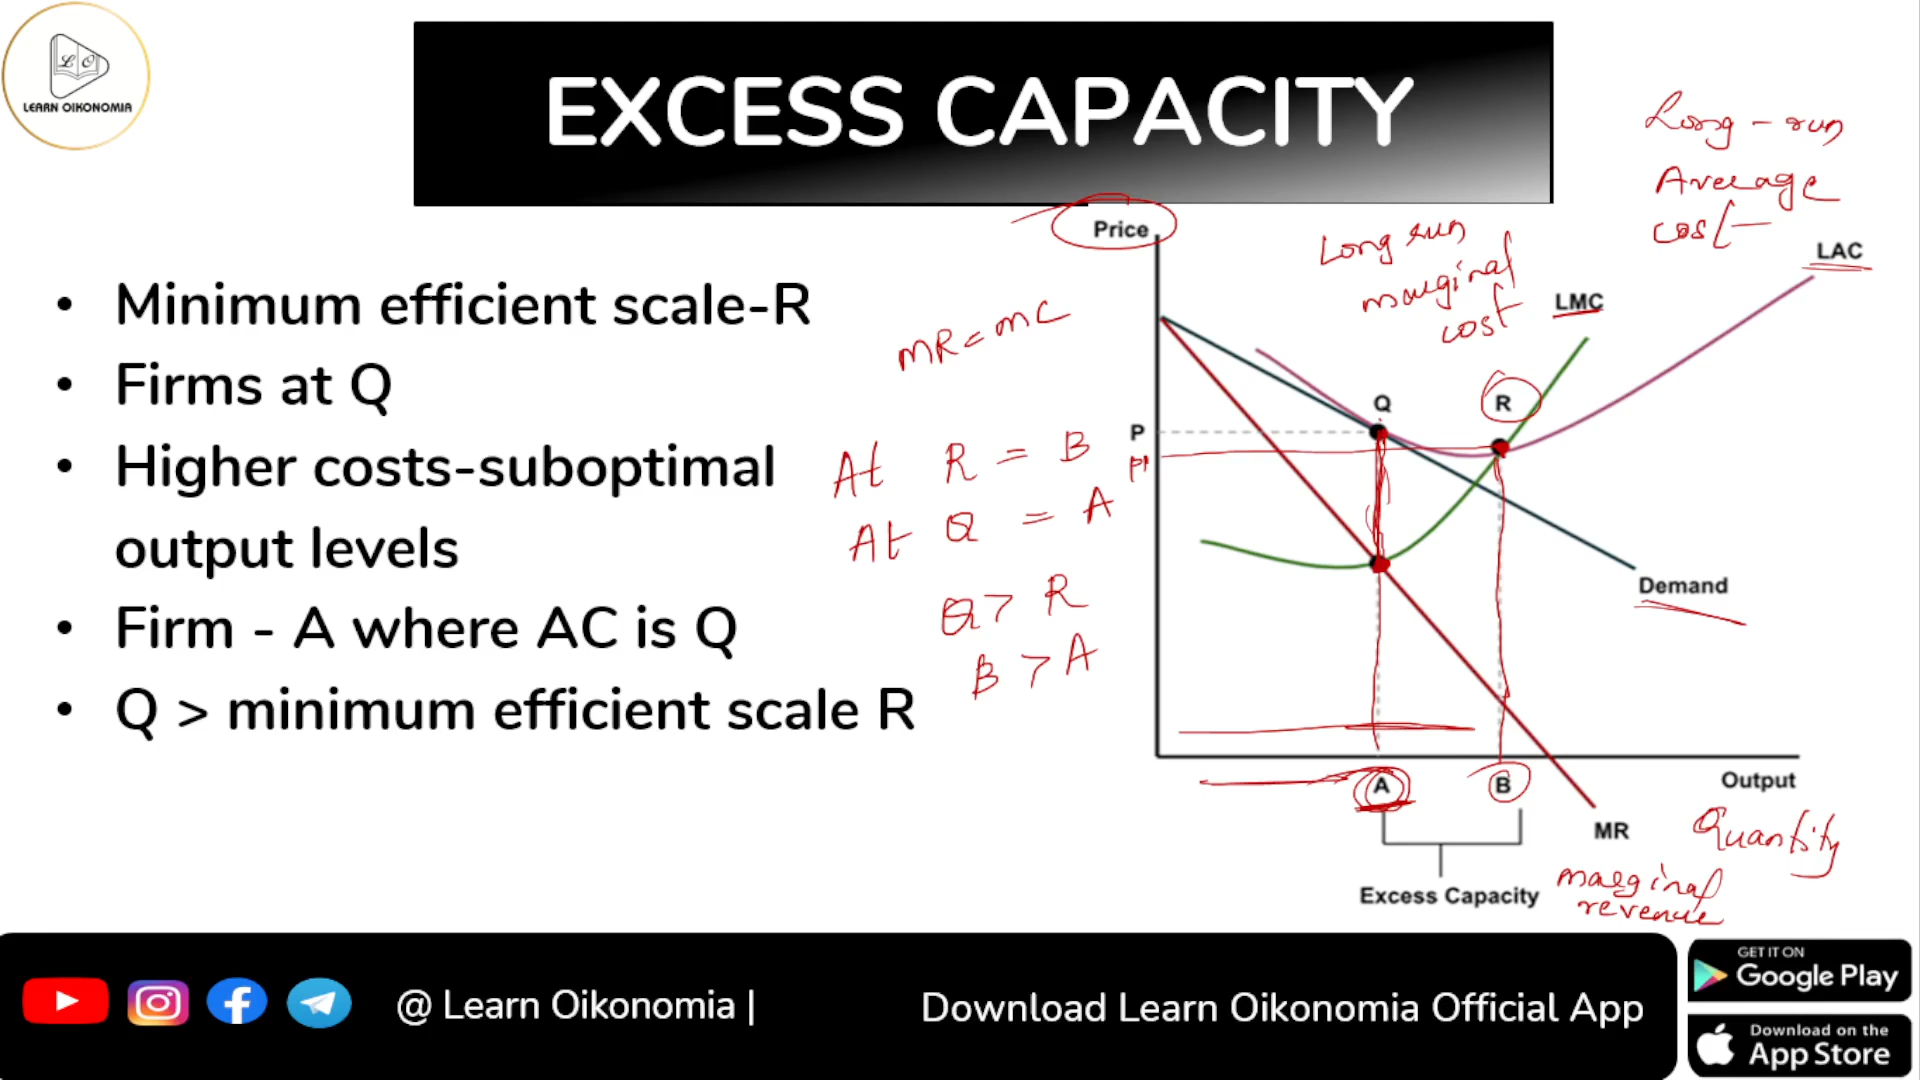 L O
LEARN OIKONOMIA
EXCESS CAPACITY
• Minimum efficient scale-R
• Firms at Q
• Higher costs-suboptimal
output levels
• Firm - A where AC is Q
• Q > minimum efficient scale R
MR = MC
At R = B
At Q = A
Q > R
B > A
Long-run
Average
cost
LAC
Price
Long run
marginal
cost
LMC
Q
R
P
P1
Demand
A
B
Output
MR
Quantity
Excess Capacity
marginal
revenue
@ Learn Oikonomia |
Download Learn Oikonomia Official App
GET IT ON
Google Play
Download on the
App Store